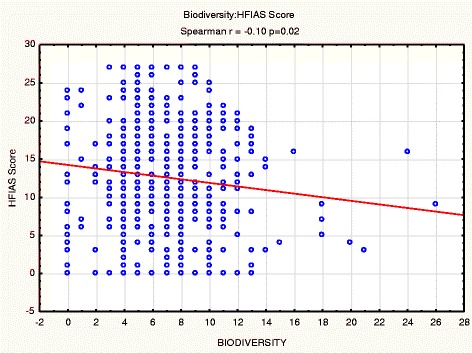 Biodiversity:HFIAS Score
Spearman r = -0.10 p=0.02
30
25
20
15
10
5
0
-5
HFIAS Score
-2 0 2 4 6 8 10 12 14 16 18 20 22 24 26 28
BIODIVERSITY